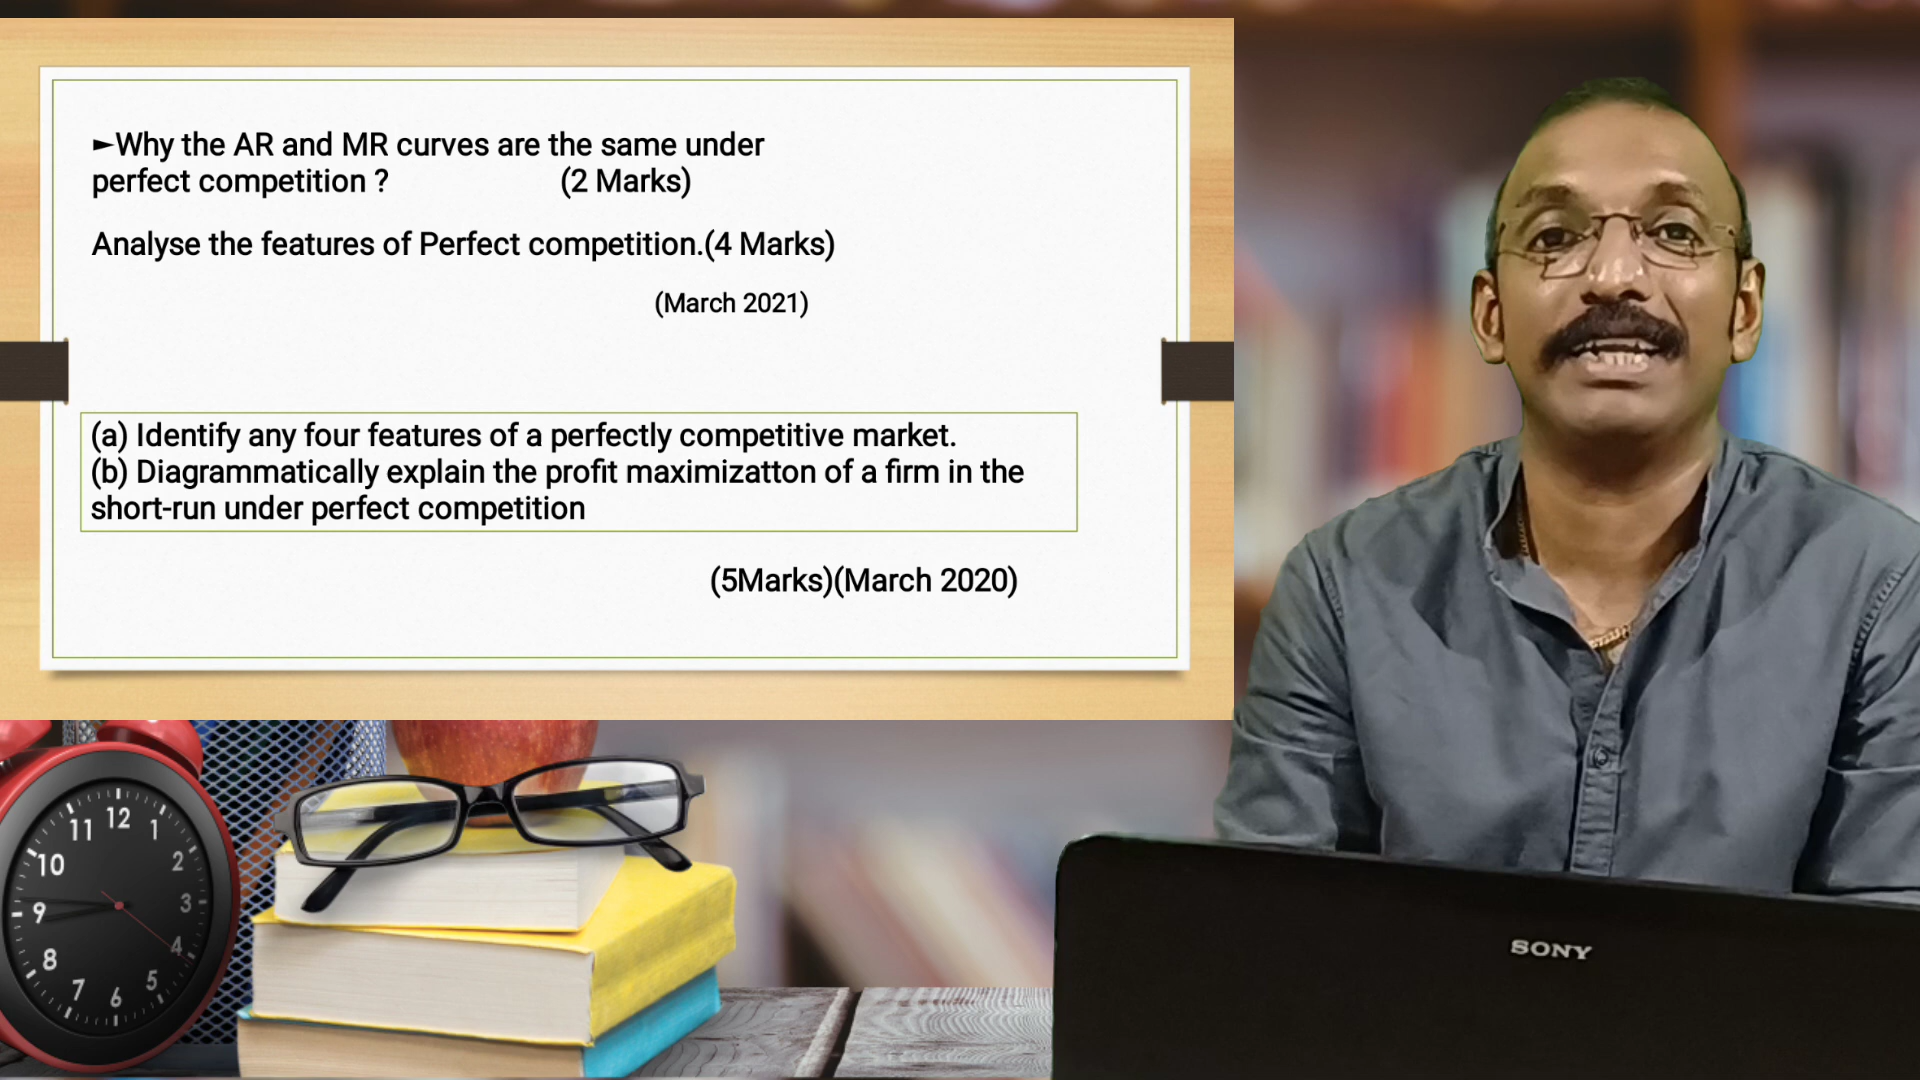 ►Why the AR and MR curves are the same under
perfect competition ? (2 Marks)
Analyse the features of Perfect competition.(4 Marks)
(March 2021)
(a) Identify any four features of a perfectly competitive market.
(b) Diagrammatically explain the profit maximizatton of a firm in the
short-run under perfect competition
(5Marks)(March 2020)
12
11 1
10 2
9 3
8 4
7 5
6
SONY